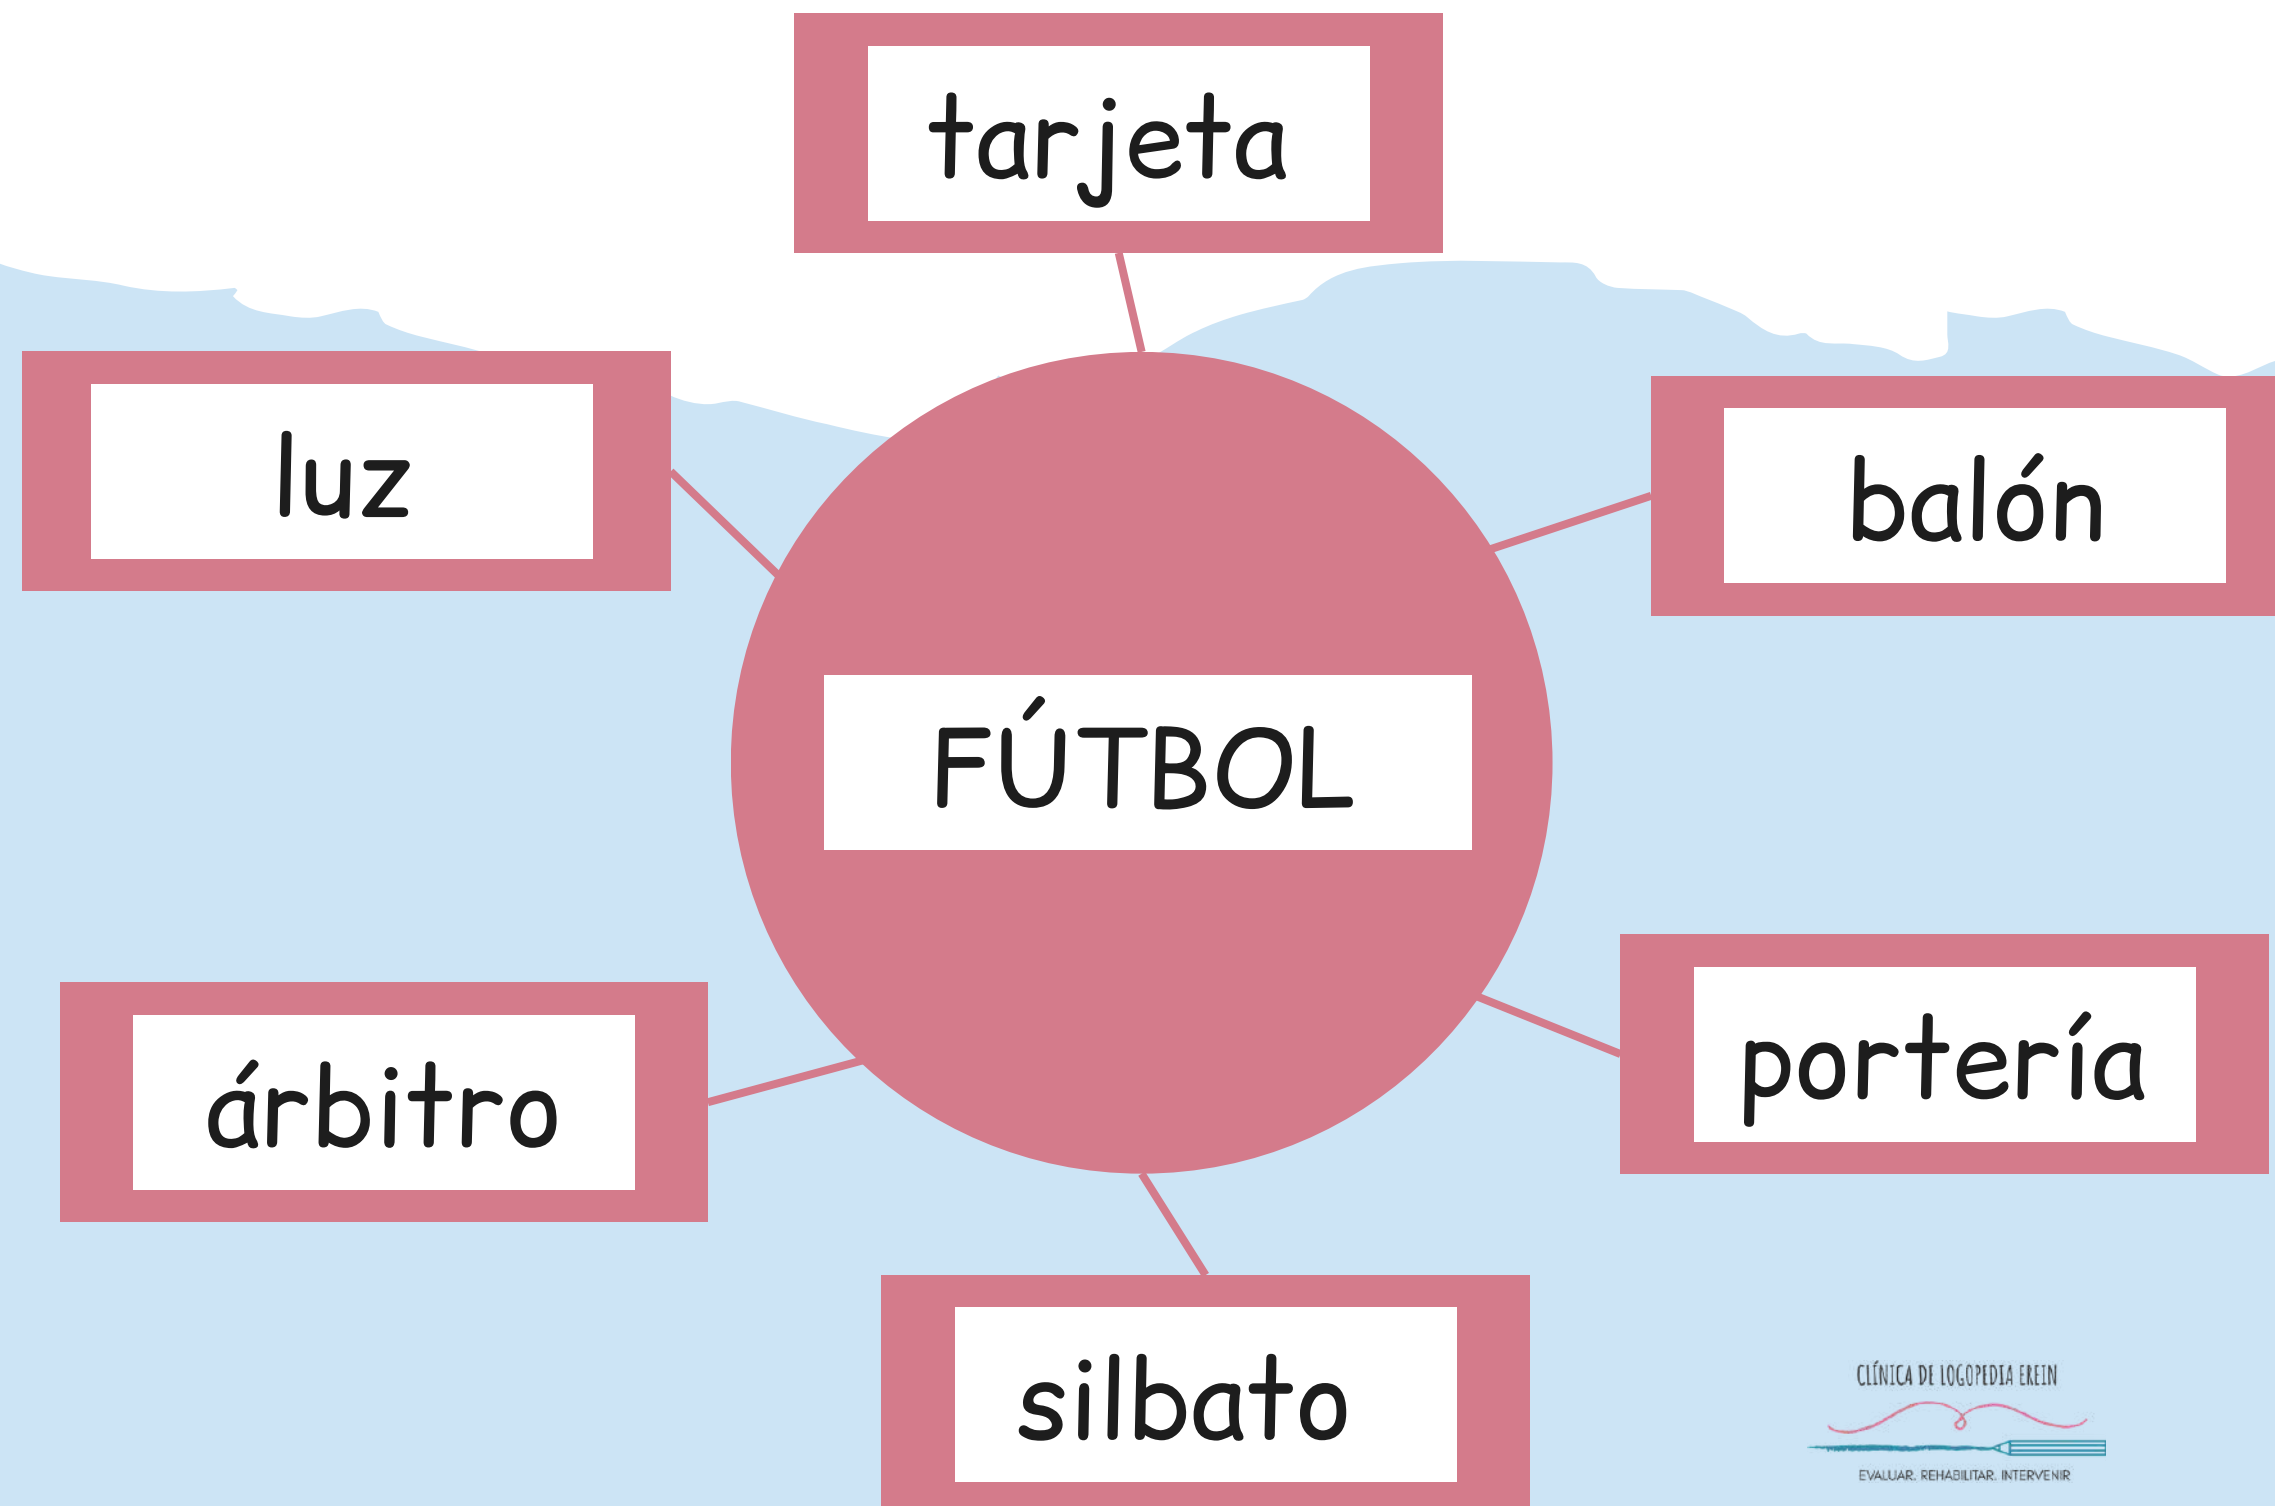 tarjeta
luz
balón
FÚTBOL
árbitro
portería
silbato
CLÍNICA DE LOGOPEDIA EREIN
EVALUAR. REHABILITAR. INTERVENIR